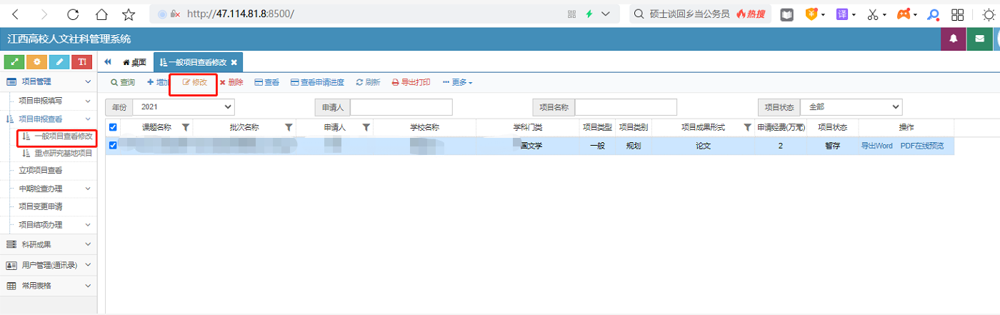 http://47.114.81.8:8500/
硕士谈回乡当公务员 热搜
译
江西高校人文社科管理系统
桌面 一般项目查看修改
查询 增加 修改 删除 查看 查看申请进度 刷新 导出打印 更多
年份 2021 申请人 项目名称 项目状态 全部
课题名称 批次名称 申请人 学校名称 学科门类 项目类型 项目类别 项目成果形式 申请经费(万元) 项目状态 操作
国文学 一般 规划 论文 2 暂存 导出Word PDF在线预览
项目管理
项目申报填写
项目申报查看
一般项目查看修改
重点研究基地项目
立项项目查看
中期检查办理
项目变更申请
项目结项办理
科研成果
用户管理(通讯录)
常用表格